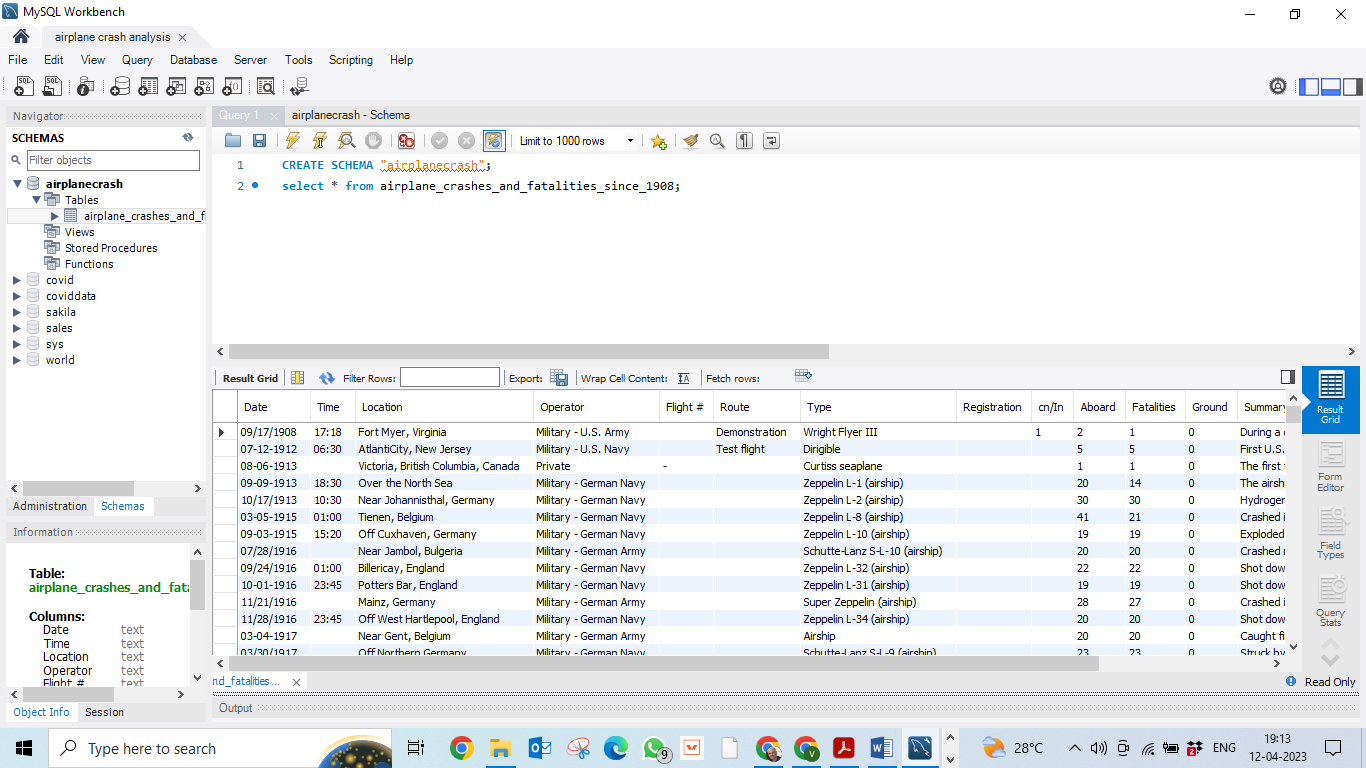 MySQL Workbench
airplane crash analysis
File Edit View Query Database Server Tools Scripting Help
Navigator
Query 1 airplanecrash - Schema
SCHEMAS
Limit to 1000 rows
Filter objects
1 CREATE SCHEMA "airplanecrash";
2 select * from airplane_crashes_and_fatalities_since_1908;
airplanecrash
Tables
airplane_crashes_and_f
Views
Stored Procedures
Functions
covid
coviddata
sakila
sales
sys
world
Administration Schemas
Information
Table:
airplane_crashes_and_fat
Columns:
Date text
Time text
Location text
Operator text
Flight # text
Object Info Session
Result Grid Filter Rows: Export: Wrap Cell Content: Fetch rows:
Date Time Location Operator Flight # Route Type Registration cn/In Aboard Fatalities Ground Summary
09/17/1908 17:18 Fort Myer, Virginia Military - U.S. Army Demonstration Wright Flyer III 1 2 1 0 During a
07-12-1912 06:30 AtlantiCity, New Jersey Military - U.S. Navy Test flight Dirigible 5 5 0 First U.S.
08-06-1913 Victoria, British Columbia, Canada Private - Curtiss seaplane 1 1 0 The first
09-09-1913 18:30 Over the North Sea Military - German Navy Zeppelin L-1 (airship) 20 14 0 The airsh
10/17/1913 10:30 Near Johannisthal, Germany Military - German Navy Zeppelin L-2 (airship) 30 30 0 Hydrogen
03-05-1915 01:00 Tienen, Belgium Military - German Navy Zeppelin L-8 (airship) 41 21 0 Crashed i
09-03-1915 15:20 Off Cuxhaven, Germany Military - German Navy Zeppelin L-10 (airship) 19 19 0 Exploded
07/28/1916 Near Jambol, Bulgeria Military - German Army Schutte-Lanz S-L-10 (airship) 20 20 0 Crashed
09/24/1916 01:00 Billericay, England Military - German Navy Zeppelin L-32 (airship) 22 22 0 Shot dow
10-01-1916 23:45 Potters Bar, England Military - German Navy Zeppelin L-31 (airship) 19 19 0 Shot dow
11/21/1916 Mainz, Germany Military - German Army Super Zeppelin (airship) 28 27 0 Crashed i
11/28/1916 23:45 Off West Hartlepool, England Military - German Navy Zeppelin L-34 (airship) 20 20 0 Shot dow
03-04-1917 Near Gent, Belgium Military - German Army Airship 20 20 0 Caught fi
03/30/1917 Off Northern Germany Military - German Navy Schutte-Lanz S-L-9 (airship) 23 23 0 Struck by
Result Grid
Form Editor
Field Types
Query Stats
nd_fatalities...
Read Only
Output
Type here to search
9
28°C
2
ENG
19:13
12-04-2023